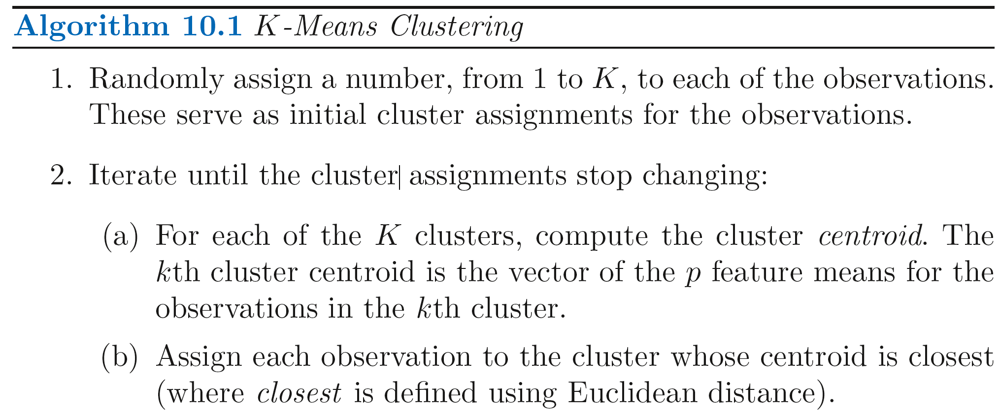 Algorithm 10.1 K-Means Clustering
1. Randomly assign a number, from 1 to K, to each of the observations.
These serve as initial cluster assignments for the observations.
2. Iterate until the cluster assignments stop changing:
(a) For each of the K clusters, compute the cluster centroid. The
kth cluster centroid is the vector of the p feature means for the
observations in the kth cluster.
(b) Assign each observation to the cluster whose centroid is closest
(where closest is defined using Euclidean distance).